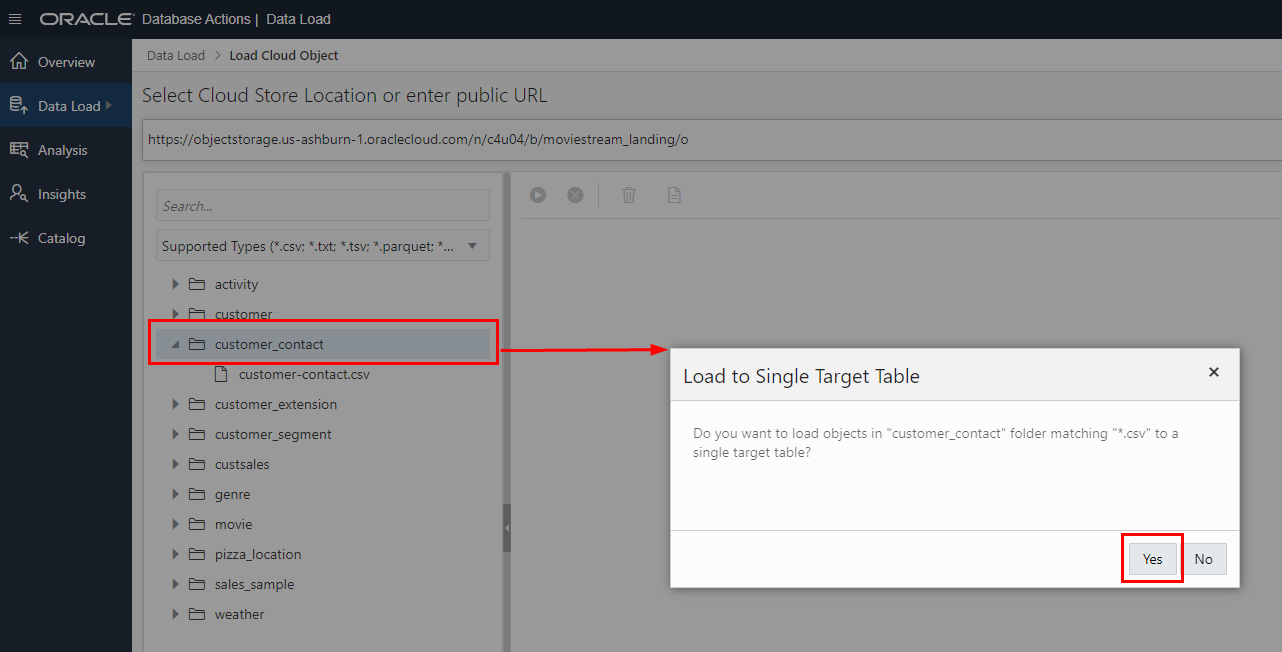 ORACLE Database Actions | Data Load
Overview
Data Load
Analysis
Insights
Catalog
Data Load > Load Cloud Object
Select Cloud Store Location or enter public URL
https://objectstorage.us-ashburn-1.oraclecloud.com/n/c4u04/b/moviestream_landing/o
Search...
Supported Types (*.csv; *.txt; *.tsv; *.parquet; *...
activity
customer
customer_contact
customer-contact.csv
customer_extension
customer_segment
custsales
genre
movie
pizza_location
sales_sample
weather
Load to Single Target Table
Do you want to load objects in "customer_contact" folder matching "*.csv" to a
single target table?
Yes No